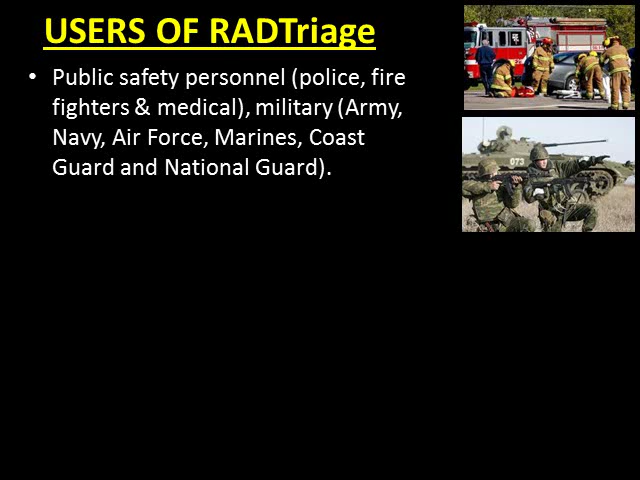 USERS OF RADTriage
• Public safety personnel (police, fire
fighters & medical), military (Army,
Navy, Air Force, Marines, Coast
Guard and National Guard).
073